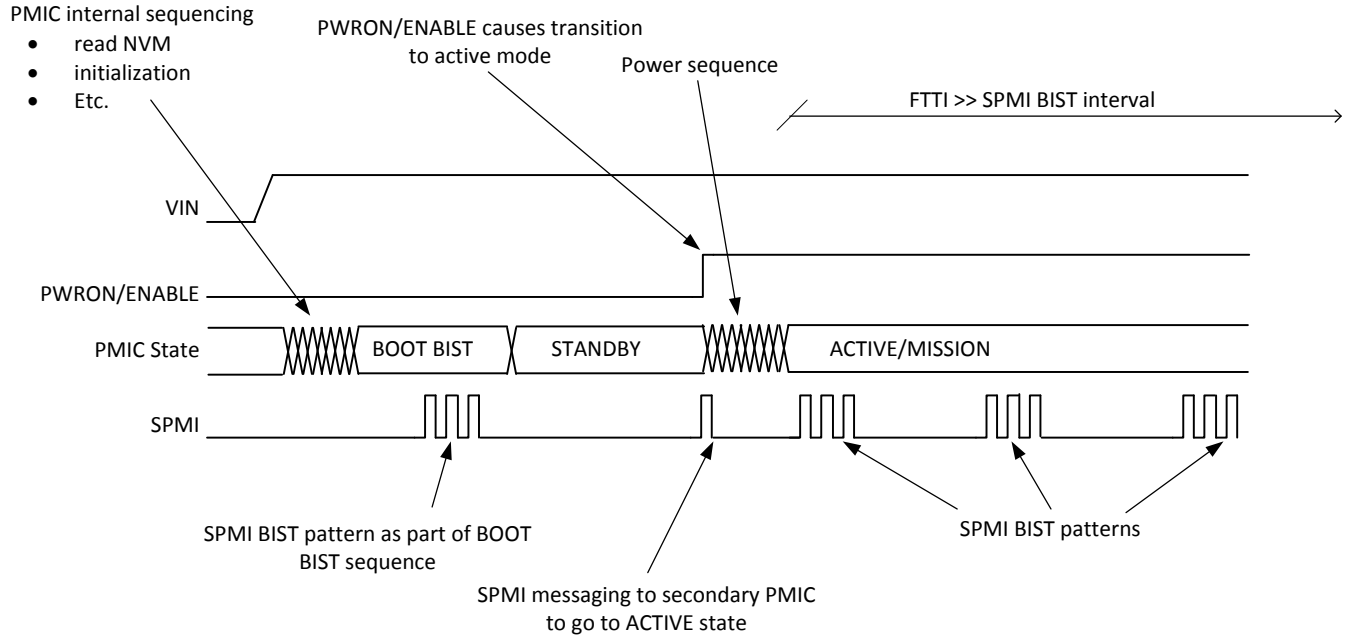 PMIC internal sequencing
• read NVM
• initialization
• Etc.
PWRON/ENABLE causes transition
to active mode
Power sequence
FTTI >> SPMI BIST interval
VIN
PWRON/ENABLE
PMIC State
BOOT BIST
STANDBY
ACTIVE/MISSION
SPMI
SPMI BIST pattern as part of BOOT
BIST sequence
SPMI messaging to secondary PMIC
to go to ACTIVE state
SPMI BIST patterns